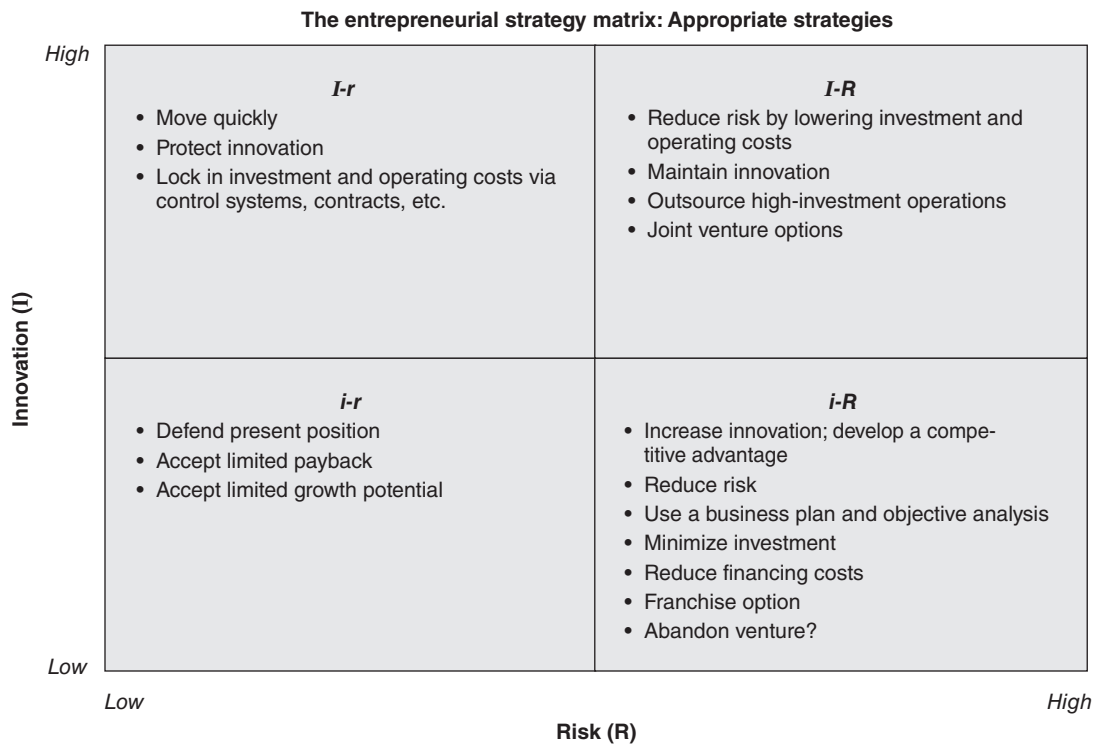 The entrepreneurial strategy matrix: Appropriate strategies
High
I-r
• Move quickly
• Protect innovation
• Lock in investment and operating costs via
control systems, contracts, etc.
I-R
• Reduce risk by lowering investment and
operating costs
• Maintain innovation
• Outsource high-investment operations
• Joint venture options
Innovation (I)
i-r
• Defend present position
• Accept limited payback
• Accept limited growth potential
i-R
• Increase innovation; develop a compe-
titive advantage
• Reduce risk
• Use a business plan and objective analysis
• Minimize investment
• Reduce financing costs
• Franchise option
• Abandon venture?
Low
Low
High
Risk (R)